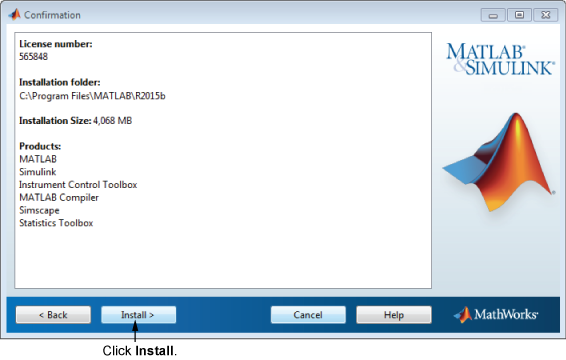 Confirmation
License number:
565848
Installation folder:
C:\Program Files\MATLAB\R2015b
Installation Size: 4,068 MB
Products:
MATLAB
Simulink
Instrument Control Toolbox
MATLAB Compiler
Simscape
Statistics Toolbox
MATLAB®
&SIMULINK®
< Back
Install >
Cancel
Help
MathWorks®
Click Install.